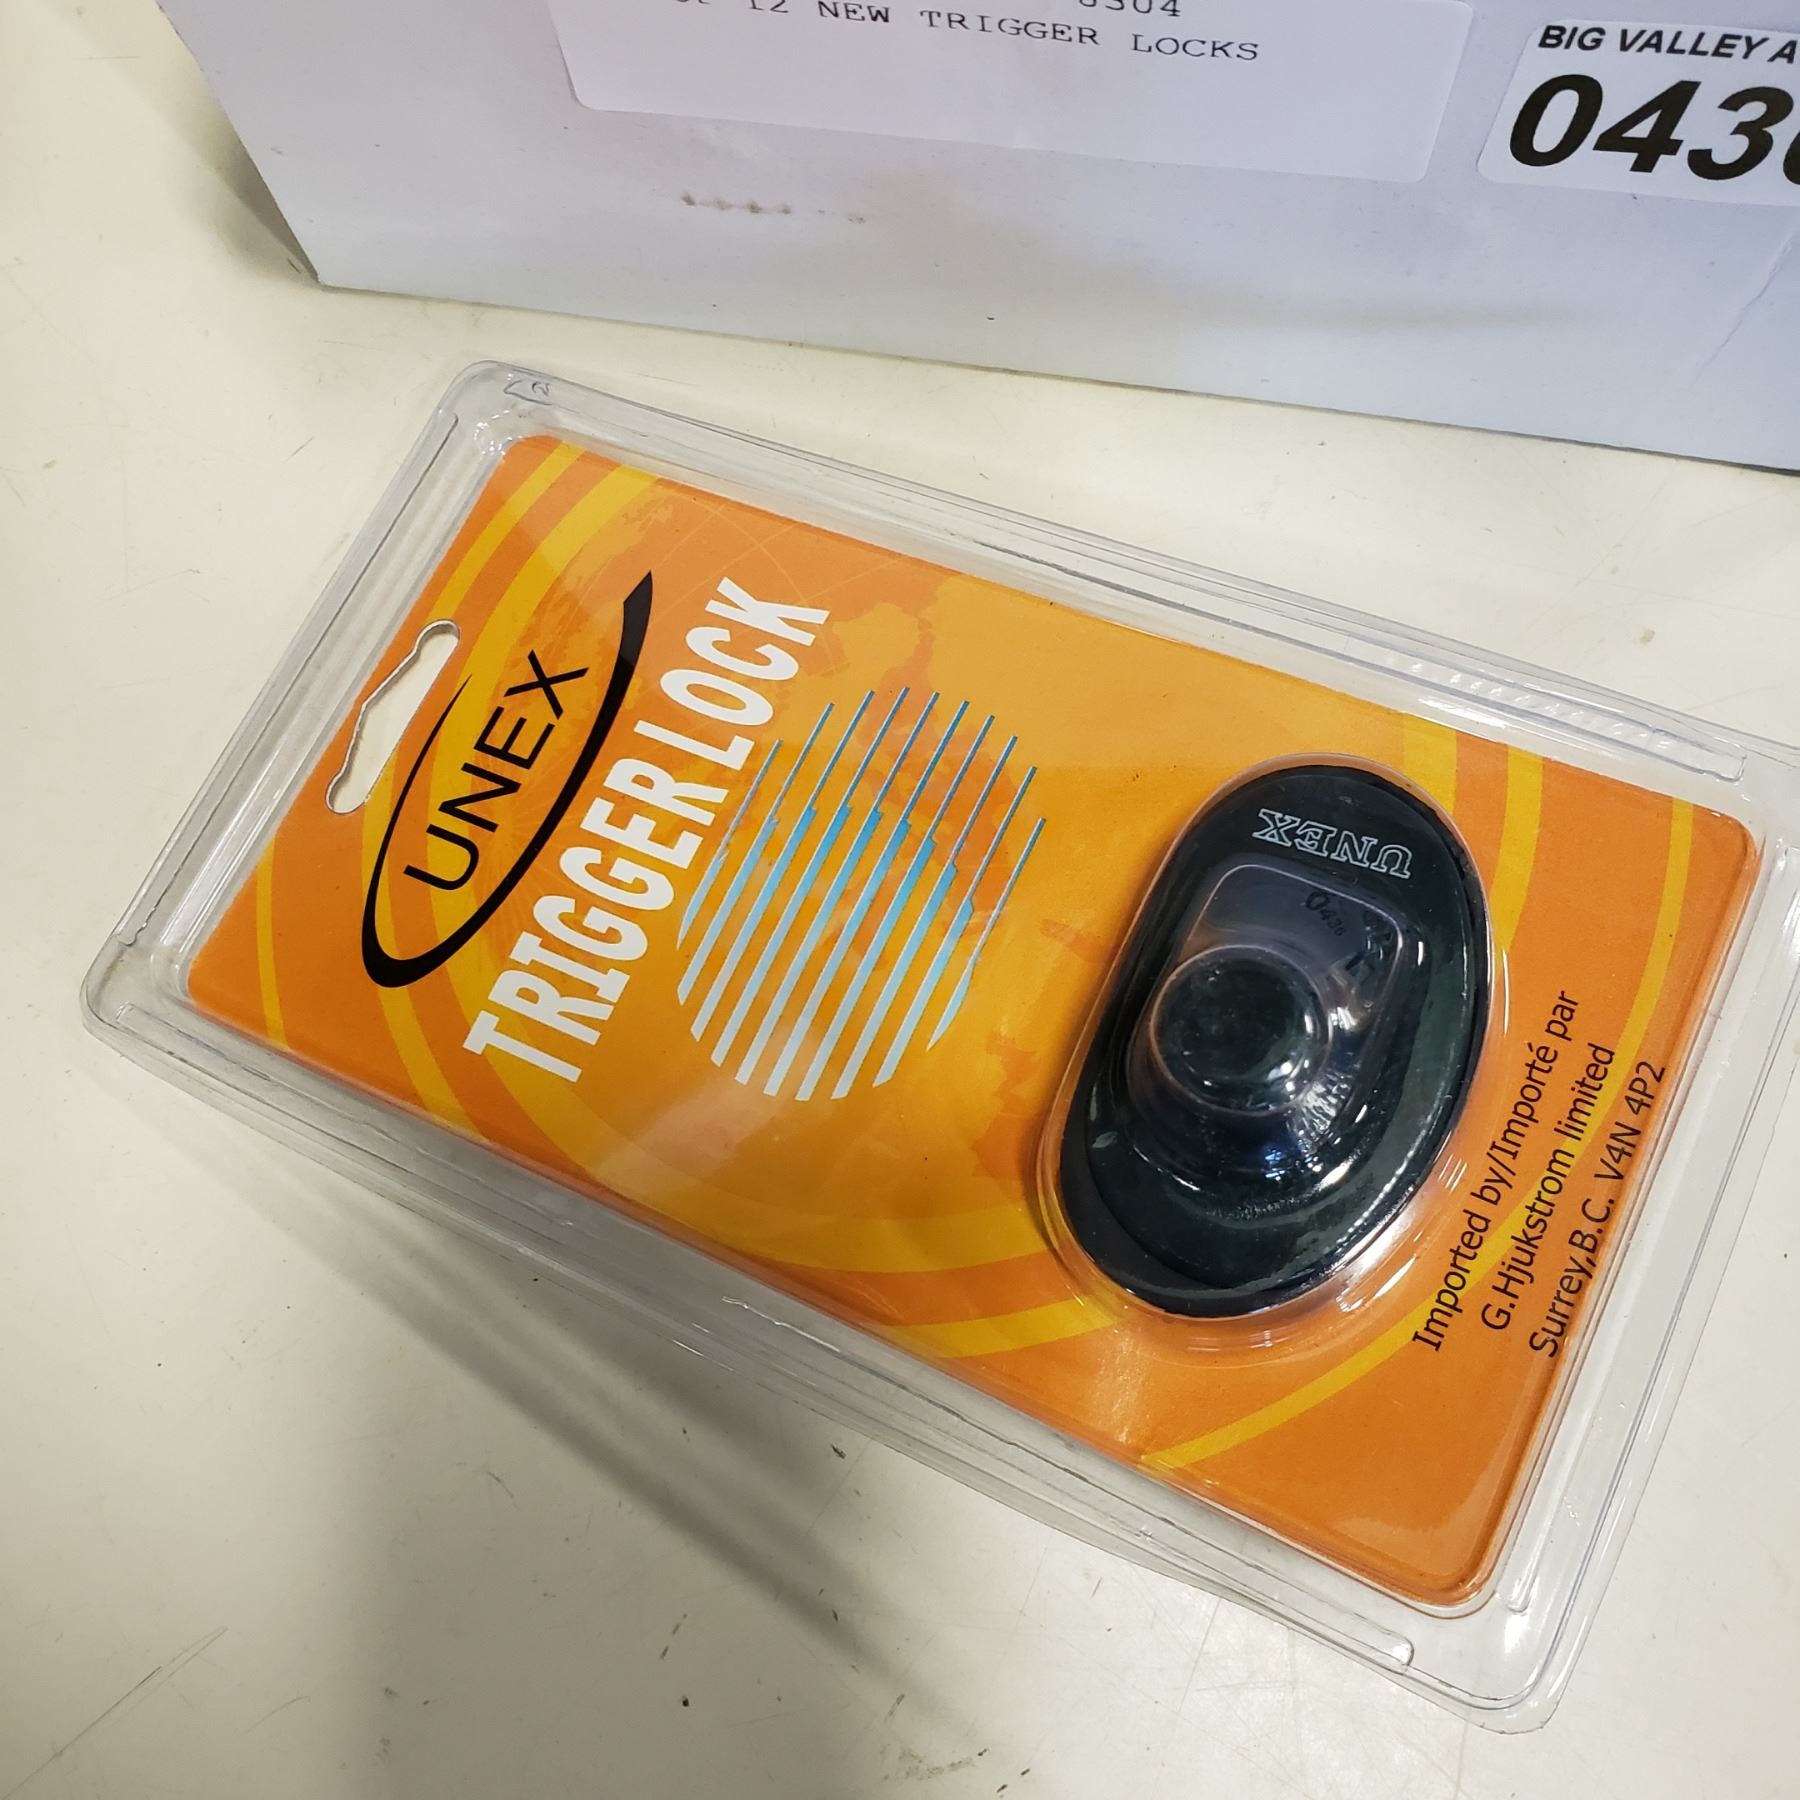 12 NEW TRIGGER LOCKS
BIG VALLEY
UNEX
TRIGGER LOCK
UNEX
0430
Imported by/Importé par
G.Hjukstrom limited
Surrey,B.C. V4N 4P2